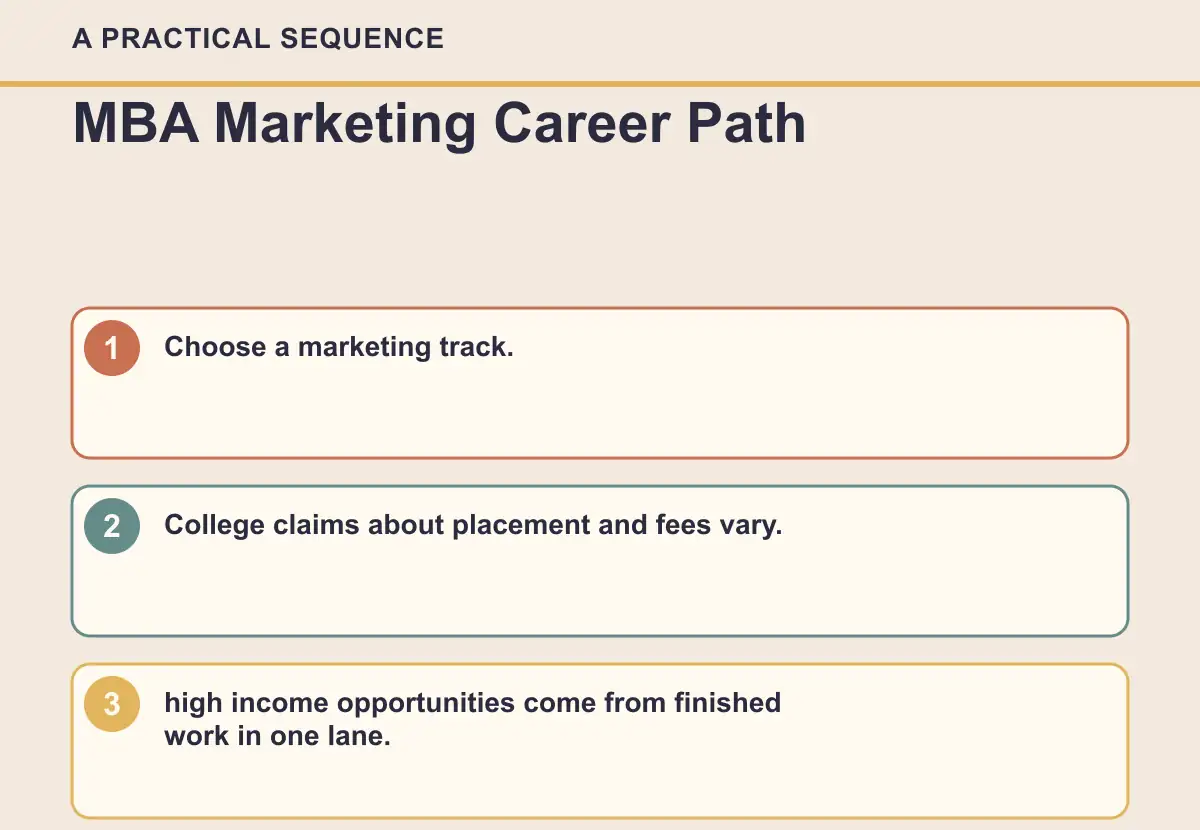 A PRACTICAL SEQUENCE
MBA Marketing Career Path
1
Choose a marketing track.
2
College claims about placement and fees vary.
3
high income opportunities come from finished
work in one lane.